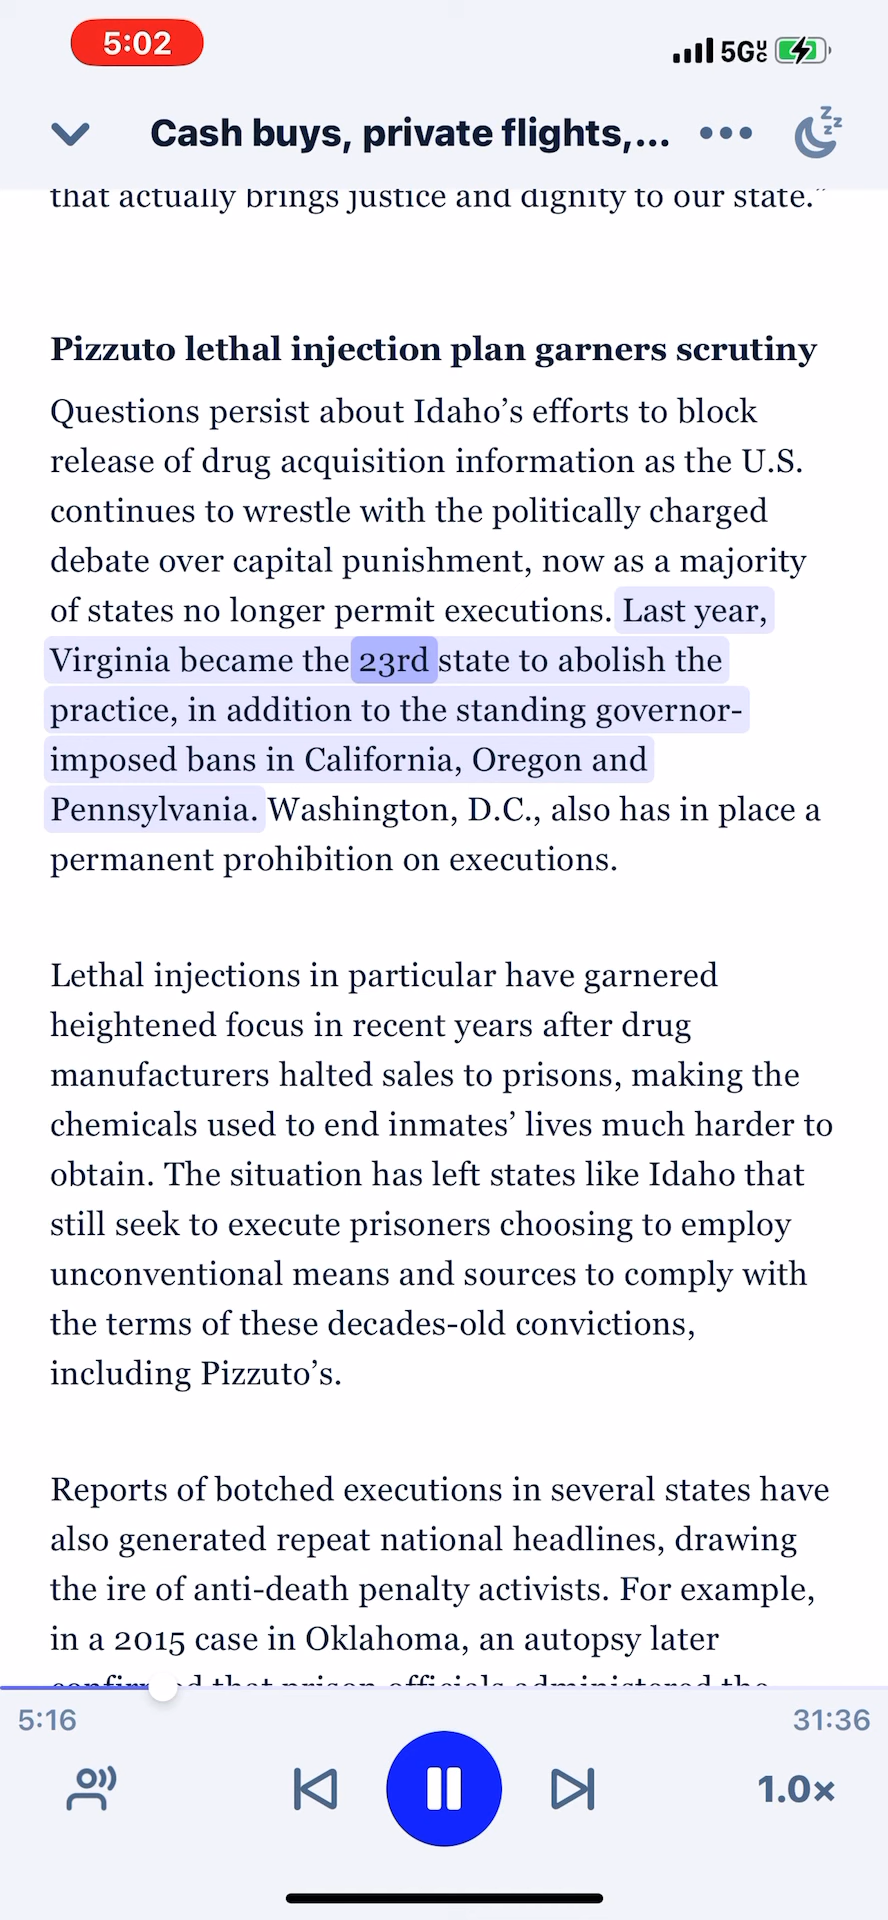 5:02
5G UC
Cash buys, private flights,...
that actually brings justice and dignity to our state.”
Pizzuto lethal injection plan garners scrutiny
Questions persist about Idaho’s efforts to block
release of drug acquisition information as the U.S.
continues to wrestle with the politically charged
debate over capital punishment, now as a majority
of states no longer permit executions. Last year,
Virginia became the 23rd state to abolish the
practice, in addition to the standing governor-
imposed bans in California, Oregon and
Pennsylvania. Washington, D.C., also has in place a
permanent prohibition on executions.
Lethal injections in particular have garnered
heightened focus in recent years after drug
manufacturers halted sales to prisons, making the
chemicals used to end inmates’ lives much harder to
obtain. The situation has left states like Idaho that
still seek to execute prisoners choosing to employ
unconventional means and sources to comply with
the terms of these decades-old convictions,
including Pizzuto’s.
Reports of botched executions in several states have
also generated repeat national headlines, drawing
the ire of anti-death penalty activists. For example,
in a 2015 case in Oklahoma, an autopsy later
confirmed that prison officials administered the
5:16
31:36
1.0×